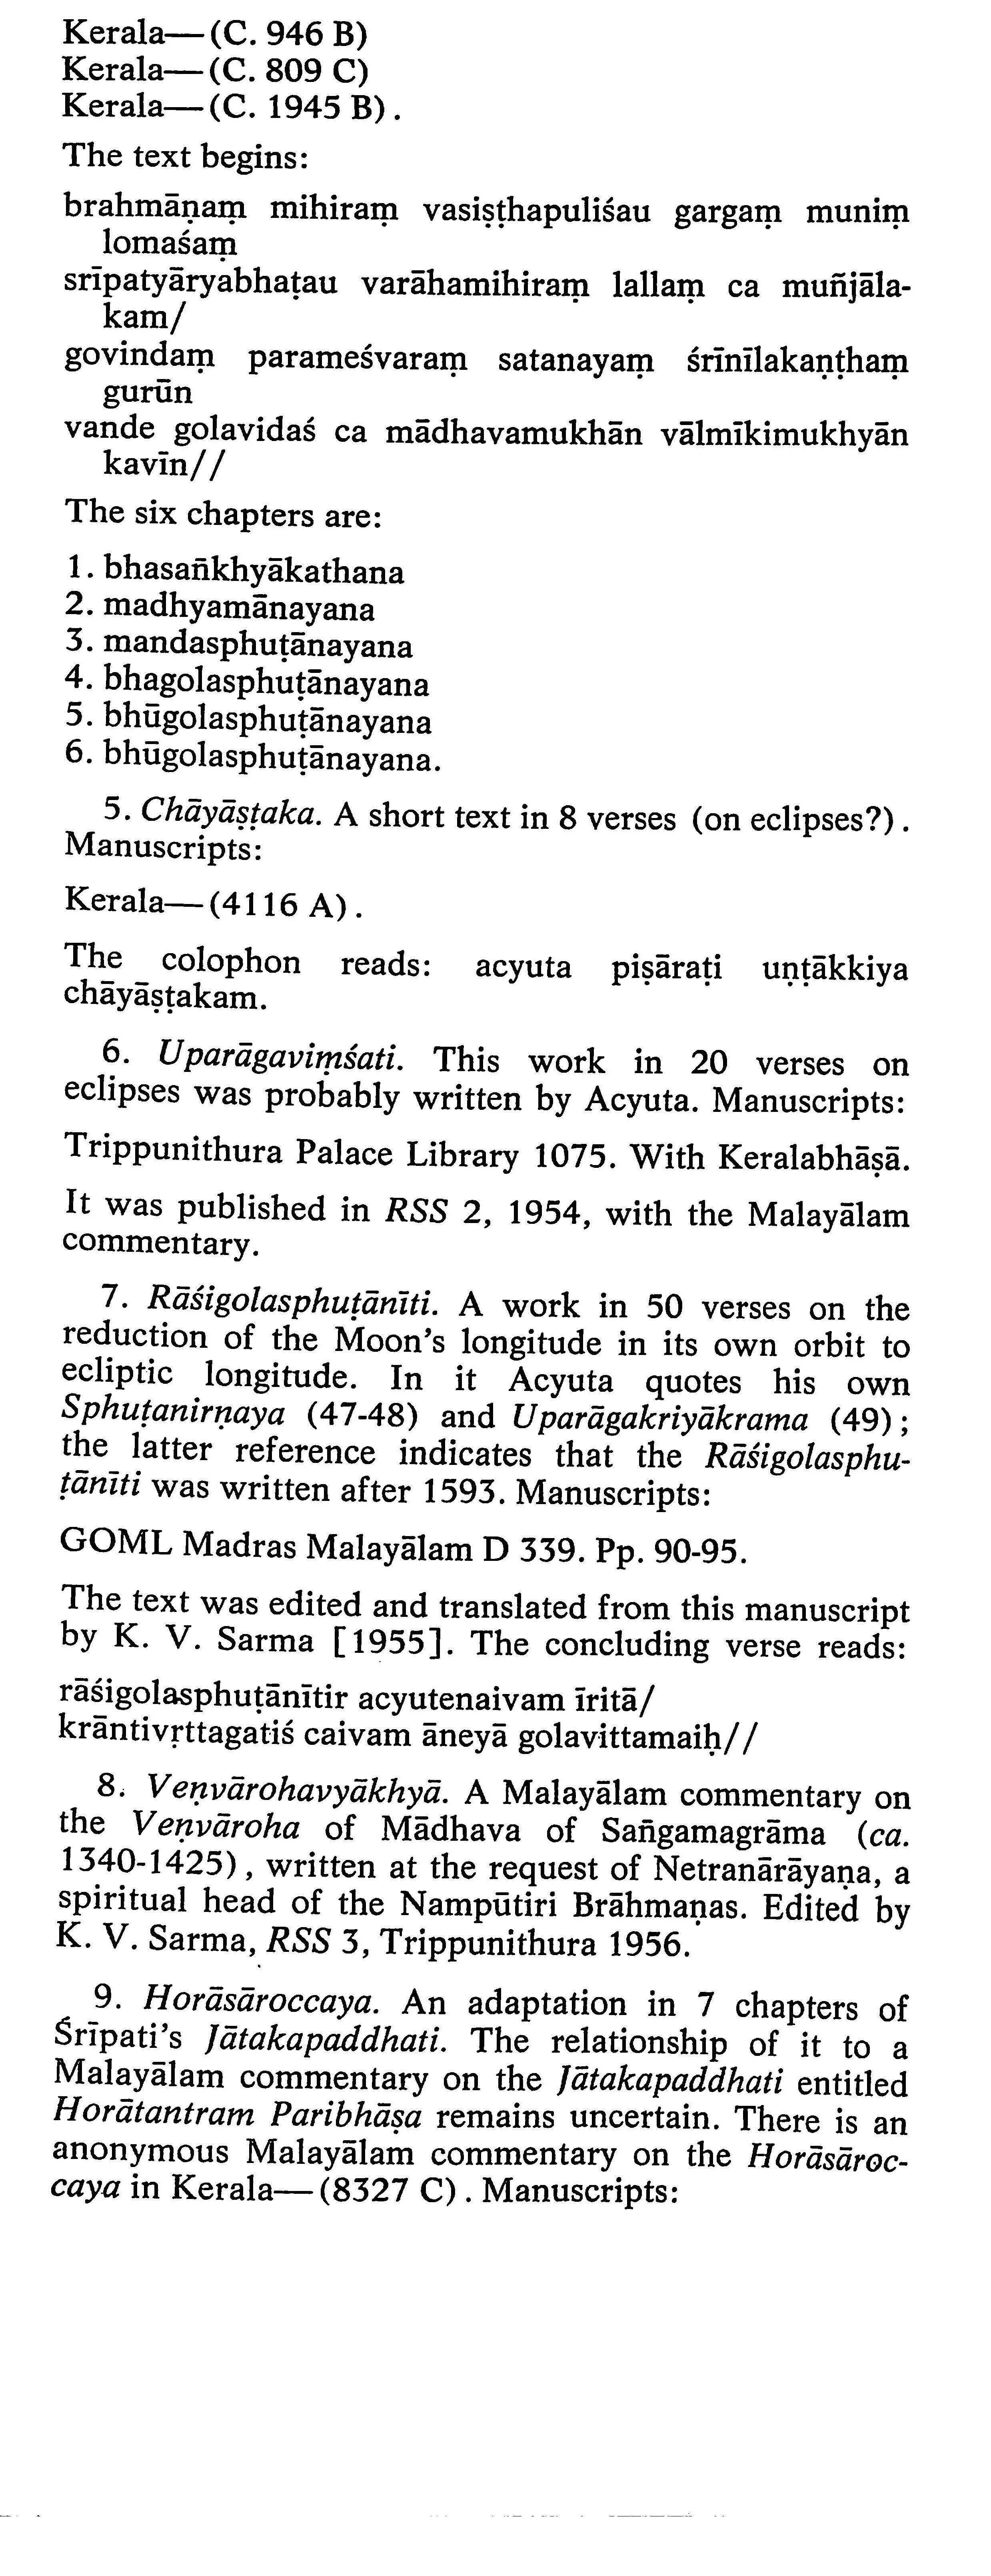 Kerala—(C. 946 B)
Kerala—(C. 809 C)
Kerala—(C. 1945 B).
The text begins:
brahmāṇaṃ mihiraṃ vasiṣṭhapuliśau gargaṃ muniṃ
lomaśaṃ
srīpatyāryabhaṭau varāhamihiraṃ lallaṃ ca muñjāla-
kam/
govindaṃ parameśvaraṃ satanayaṃ śrīnīlakaṇṭhaṃ
gurūn
vande golavidaś ca mādhavamukhān vālmīkimukhyān
kavīn//
The six chapters are:
1. bhasañkhyākathana
2. madhyamānayana
3. mandasphuṭānayana
4. bhagolasphuṭānayana
5. bhūgolasphuṭānayana
6. bhūgolasphuṭānayana.
5. Chāyāṣṭaka. A short text in 8 verses (on eclipses?).
Manuscripts:
Kerala—(4116 A).
The colophon reads: acyuta piṣāraṭi uṇṭākkiya
chāyāṣṭakam.
6. Uparāgaviṃśati. This work in 20 verses on
eclipses was probably written by Acyuta. Manuscripts:
Trippunithura Palace Library 1075. With Keralabhāṣā.
It was published in RSS 2, 1954, with the Malayālam
commentary.
7. Rāśigolasphuṭānīti. A work in 50 verses on the
reduction of the Moon's longitude in its own orbit to
ecliptic longitude. In it Acyuta quotes his own
Sphuṭanirṇaya (47-48) and Uparāgakriyākrama (49);
the latter reference indicates that the Rāśigolasphu-
ṭānīti was written after 1593. Manuscripts:
GOML Madras Malayālam D 339. Pp. 90-95.
The text was edited and translated from this manuscript
by K. V. Sarma [1955]. The concluding verse reads:
rāśigolasphuṭānītir acyutenaivam īritā/
krāntivṛttagatiś caivam āneyā golavittamaiḥ//
8. Veṇvārohavyākhyā. A Malayālam commentary on
the Veṇvāroha of Mādhava of Sañgamagrāma (ca.
1340-1425), written at the request of Netranārāyaṇa, a
spiritual head of the Nampūtiri Brāhmaṇas. Edited by
K. V. Sarma, RSS 3, Trippunithura 1956.
9. Horāsāroccaya. An adaptation in 7 chapters of
Śrīpati's Jātakapaddhati. The relationship of it to a
Malayālam commentary on the Jātakapaddhati entitled
Horātantram Paribhāṣa remains uncertain. There is an
anonymous Malayālam commentary on the Horāsāroc-
caya in Kerala—(8327 C). Manuscripts: